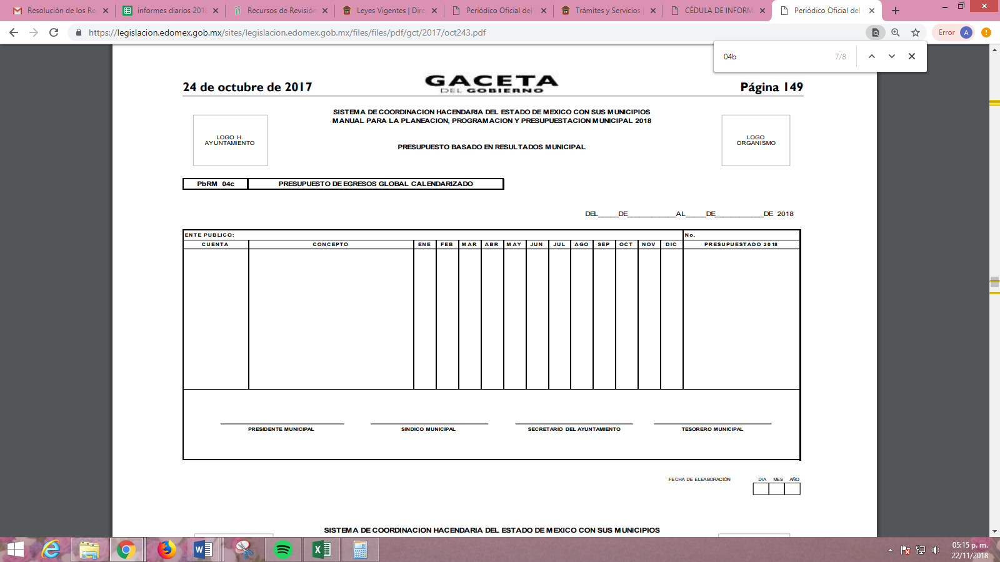 Resolución de los Re
informes diarios 201
Recursos de Revisión
Leyes Vigentes | Dire
Periódico Oficial del
Trámites y Servicios |
CÉDULA DE INFORM
Periódico Oficial del
https://legislacion.edomex.gob.mx/sites/legislacion.edomex.gob.mx/files/files/pdf/gct/2017/oct243.pdf
Error A
04b 7/8
24 de octubre de 2017
GACETA
DEL GOBIERNO
Página 149
SISTEMA DE COORDINACION HACENDARIA DEL ESTADO DE MEXICO CON SUS MUNICIPIOS
MANUAL PARA LA PLANEACION, PROGRAMACION Y PRESUPUESTACION MUNICIPAL 2018
LOGO H.
AYUNTAMIENTO
LOGO
ORGANISMO
PRESUPUESTO BASADO EN RESULTADOS MUNICIPAL
PbRM 04c PRESUPUESTO DE EGRESOS GLOBAL CALENDARIZADO
DEL_____DE____________AL_____DE____________DE 2018
ENTE PUBLICO: No.
CUENTA CONCEPTO ENE FEB MAR ABR MAY JUN JUL AGO SEP OCT NOV DIC PRESUPUESTADO 2018
PRESIDENTE MUNICIPAL SINDICO MUNICIPAL SECRETARIO DEL AYUNTAMIENTO TESORERO MUNICIPAL
FECHA DE ELEABORACIÓN DIA MES AÑO
SISTEMA DE COORDINACION HACENDARIA DEL ESTADO DE MEXICO CON SUS MUNICIPIOS
05:15 p. m.
22/11/2018